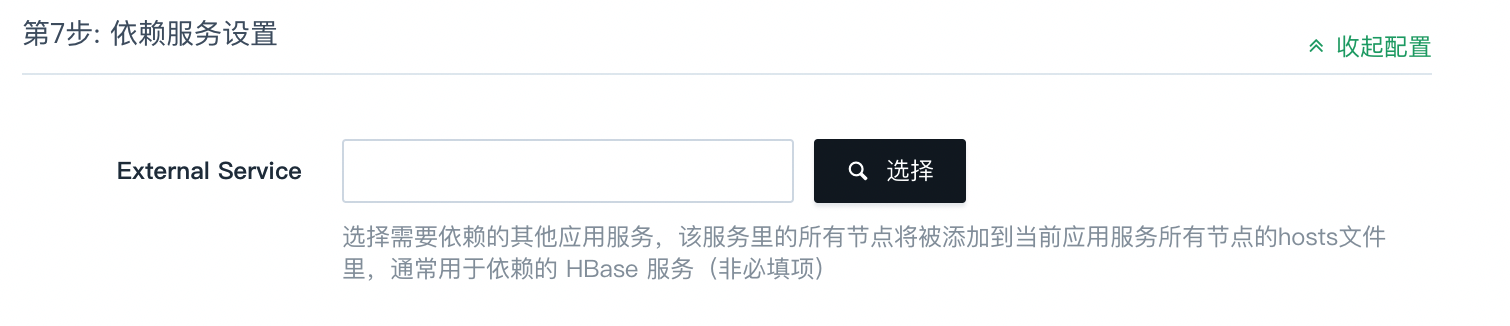 第7步: 依赖服务设置
收起配置
External Service
选择
选择需要依赖的其他应用服务，该服务里的所有节点将被添加到当前应用服务所有节点的hosts文件
里，通常用于依赖的 HBase 服务（非必填项）